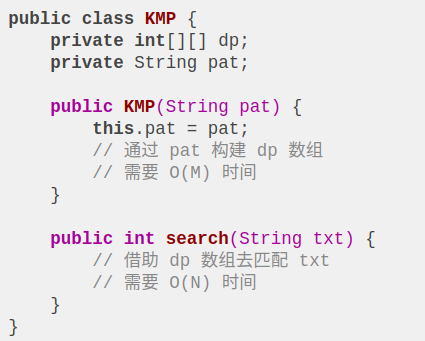 public class KMP {
    private int[][] dp;
    private String pat;

    public KMP(String pat) {
        this.pat = pat;
        // 通过 pat 构建 dp 数组
        // 需要 O(M) 时间
    }

    public int search(String txt) {
        // 借助 dp 数组去匹配 txt
        // 需要 O(N) 时间
    }
}